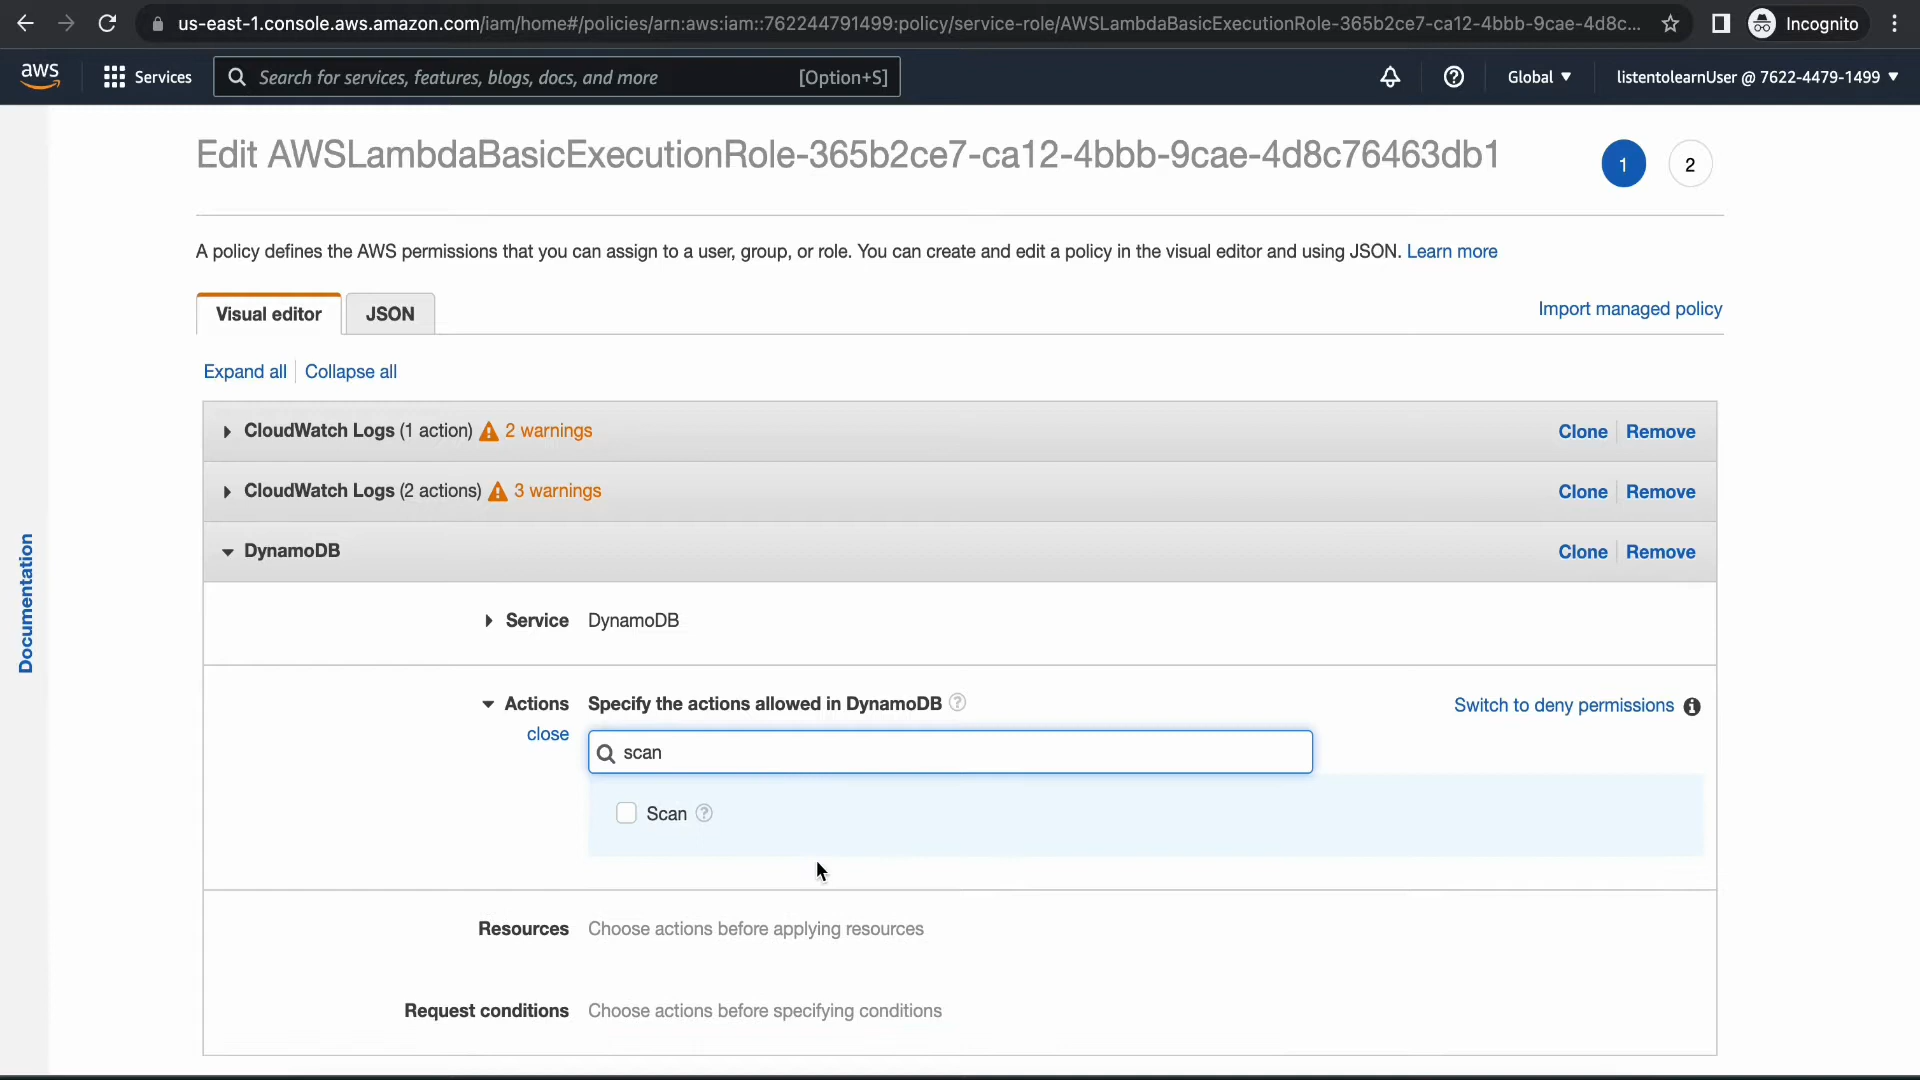 us-east-1.console.aws.amazon.com/iam/home#/policies/arn:aws:iam::762244791499:policy/service-role/AWSLambdaBasicExecutionRole-365b2ce7-ca12-4bbb-9cae-4d8c...
Incognito
aws
Services
Search for services, features, blogs, docs, and more
[Option+S]
Global
listentolearnUser @ 7622-4479-1499
Edit AWSLambdaBasicExecutionRole-365b2ce7-ca12-4bbb-9cae-4d8c76463db1
1
2
A policy defines the AWS permissions that you can assign to a user, group, or role. You can create and edit a policy in the visual editor and using JSON. Learn more
Visual editor
JSON
Import managed policy
Expand all
Collapse all
CloudWatch Logs (1 action) 2 warnings
Clone
Remove
CloudWatch Logs (2 actions) 3 warnings
Clone
Remove
DynamoDB
Clone
Remove
Documentation
Service
DynamoDB
Actions
close
Specify the actions allowed in DynamoDB
Switch to deny permissions
scan
Scan
Resources
Choose actions before applying resources
Request conditions
Choose actions before specifying conditions